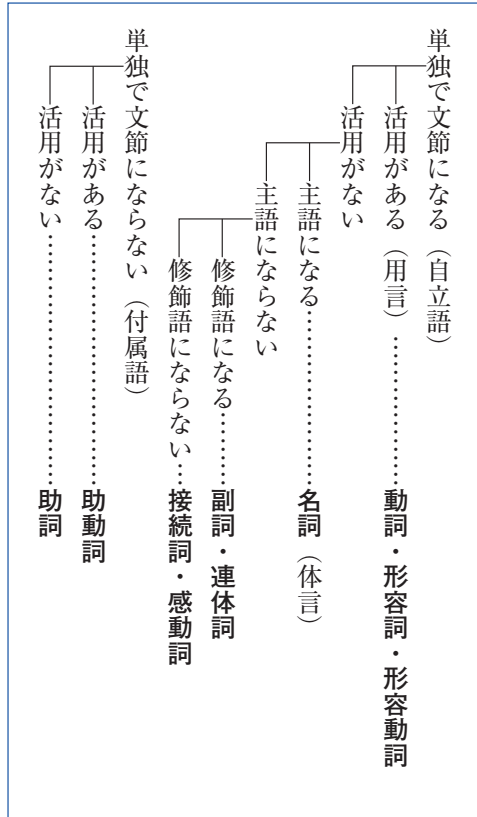 単独で文節になる（自立語）
活用がある（用言）…………………動詞・形容詞・形容動詞
活用がない
主語になる…………………………名詞（体言）
主語にならない
修飾語になる………副詞・連体詞
修飾語にならない…接続詞・感動詞
単独で文節にならない（付属語）
活用がある……………………………助動詞
活用がない……………………………助詞